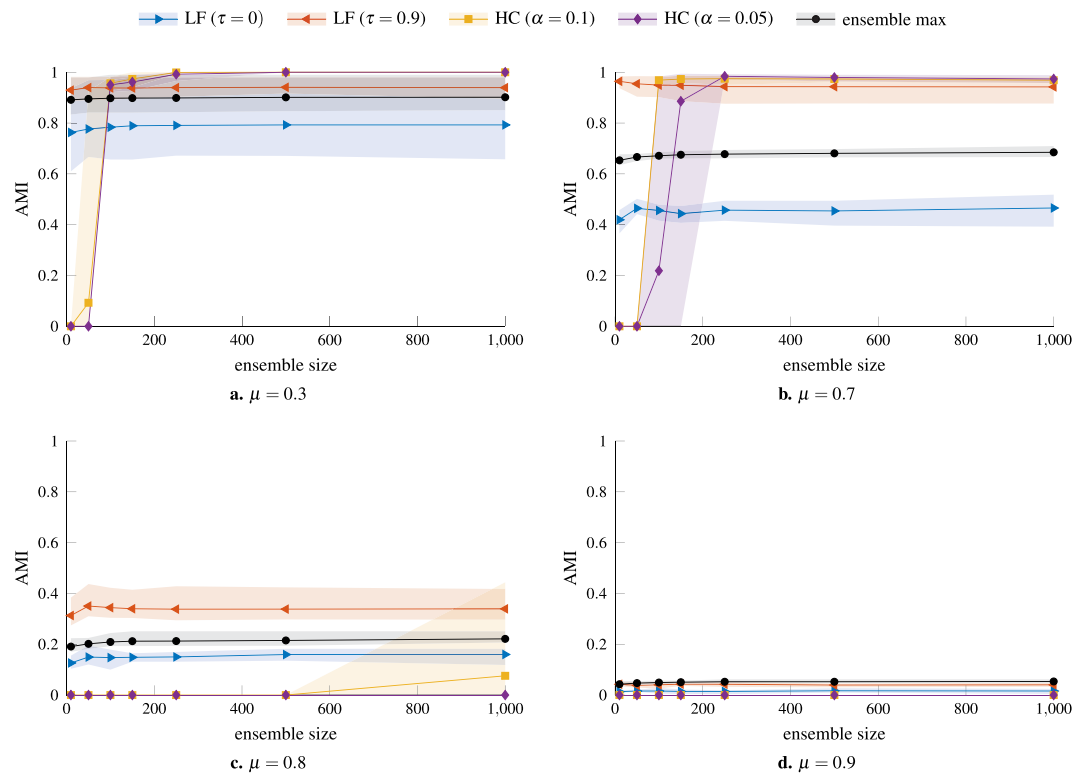 LF (τ = 0) LF (τ = 0.9) HC (α = 0.1) HC (α = 0.05) ensemble max
1
0.8
0.6
0.4
0.2
0
AMI
0 200 400 600 800 1,000
ensemble size
a. μ = 0.3
1
0.8
0.6
0.4
0.2
0
AMI
0 200 400 600 800 1,000
ensemble size
b. μ = 0.7
1
0.8
0.6
0.4
0.2
0
AMI
0 200 400 600 800 1,000
ensemble size
c. μ = 0.8
1
0.8
0.6
0.4
0.2
0
AMI
0 200 400 600 800 1,000
ensemble size
d. μ = 0.9